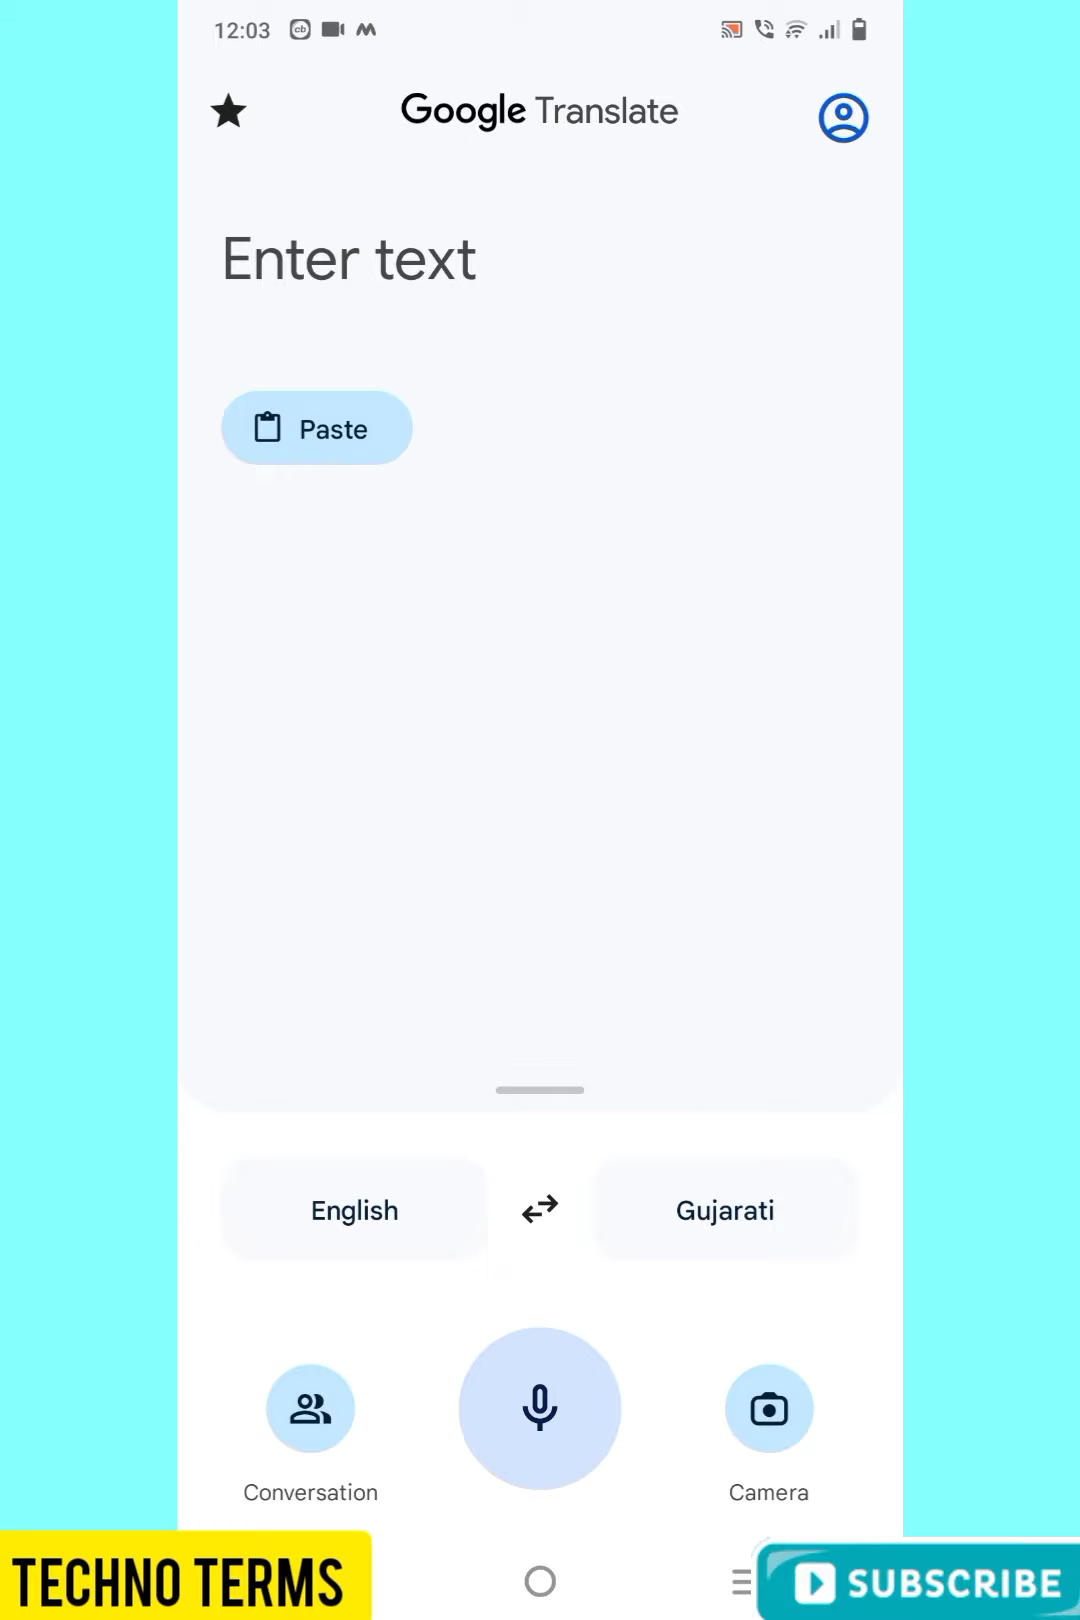 12:03
Google Translate
Enter text
Paste
English
Gujarati
Conversation
Camera
TECHNO TERMS
SUBSCRIBE